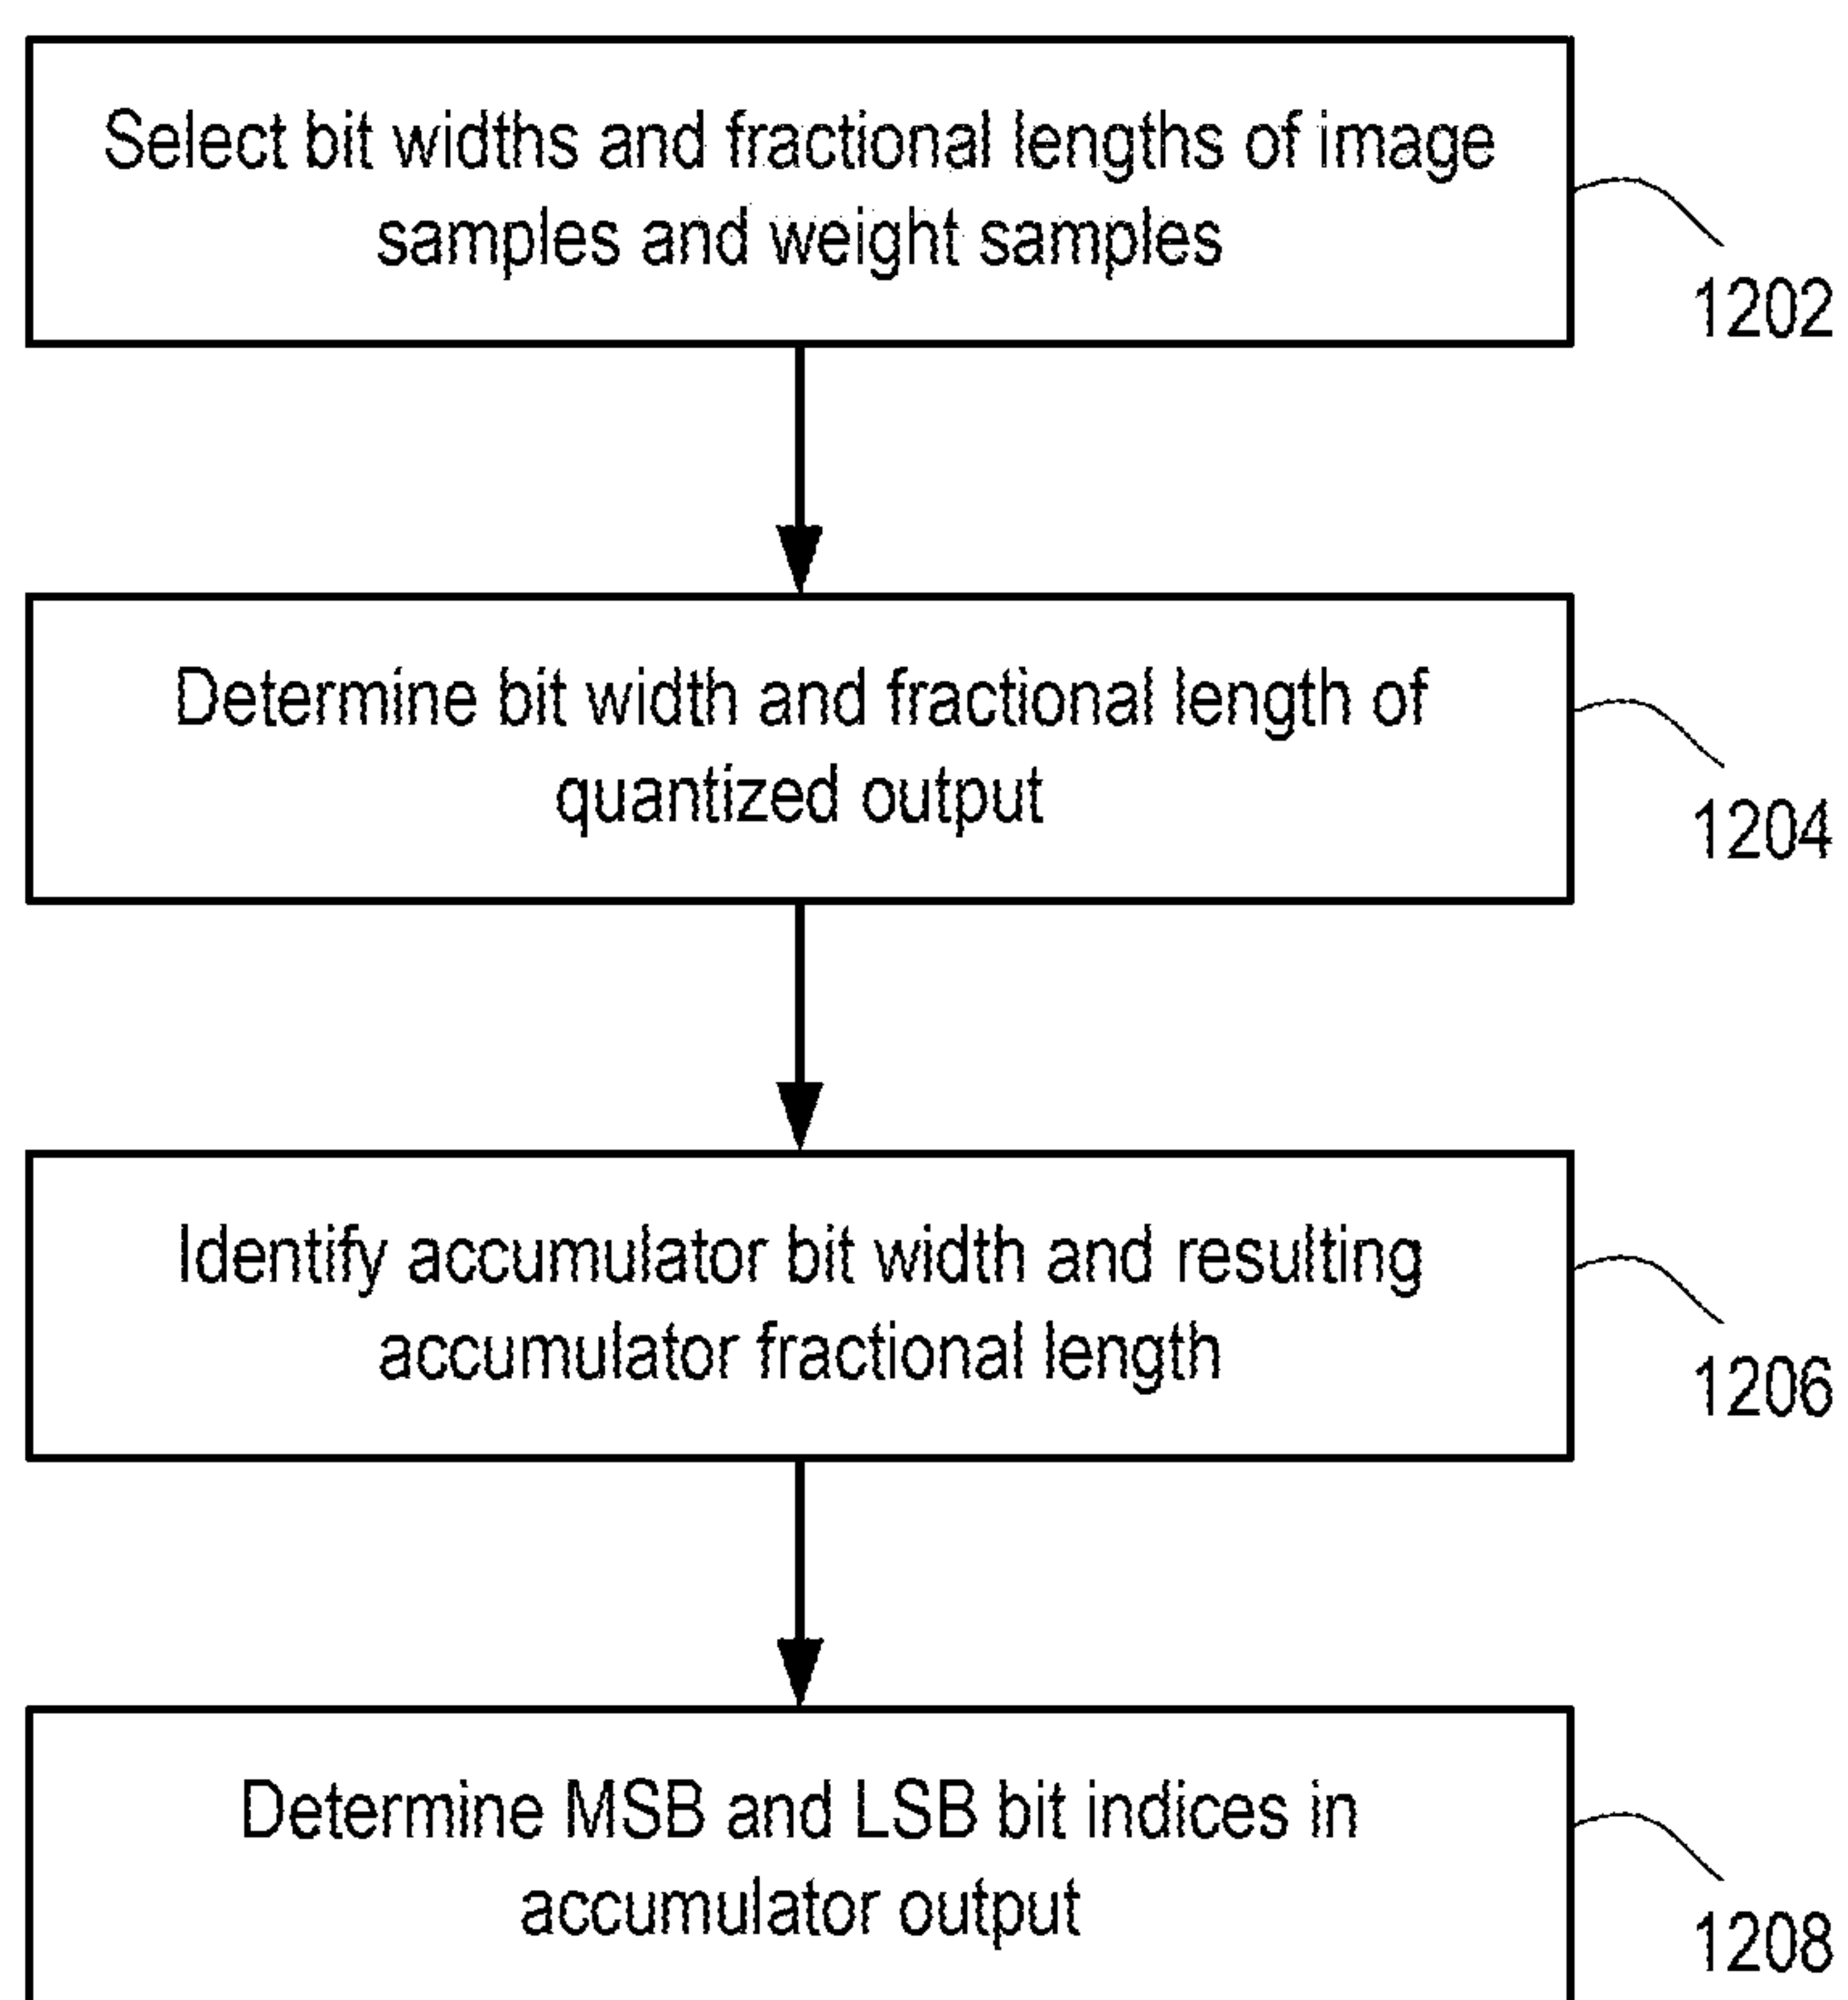 Select bit widths and fractional lengths of image
samples and weight samples
1202
Determine bit width and fractional length of
quantized output
1204
Identify accumulator bit width and resulting
accumulator fractional length
1206
Determine MSB and LSB bit indices in
accumulator output
1208